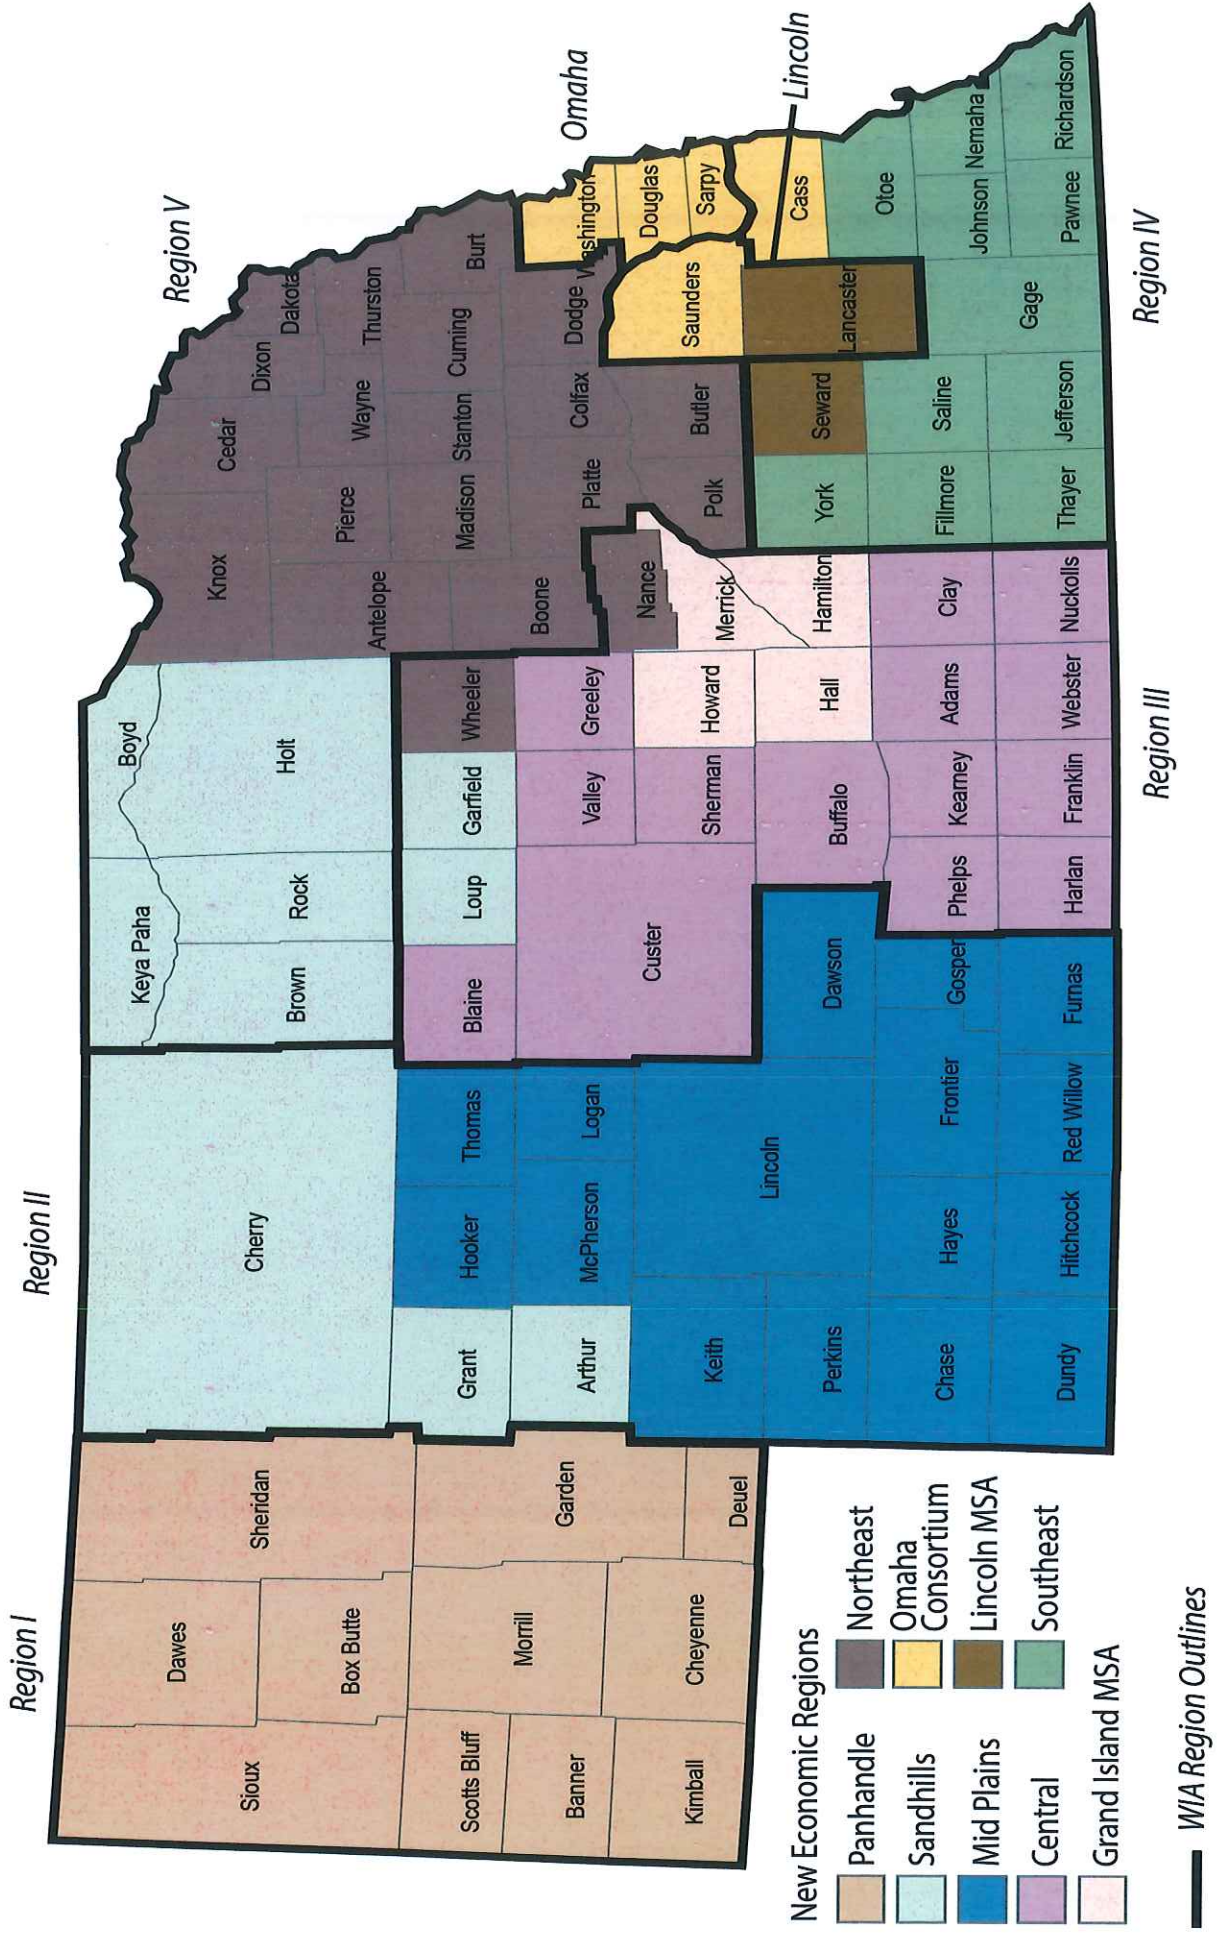 Region I
Region II
Region V
Omaha
Lincoln
Region III
Region IV
Sioux
Dawes
Box Butte
Sheridan
Scotts Bluff
Banner
Kimball
Morrill
Cheyenne
Garden
Deuel
Cherry
Grant
Arthur
Hooker
Thomas
McPherson
Logan
Keith
Perkins
Chase
Dundy
Lincoln
Hayes
Hitchcock
Frontier
Red Willow
Dawson
Gosper
Furnas
Keya Paha
Boyd
Brown
Rock
Holt
Blaine
Loup
Garfield
Wheeler
Custer
Valley
Greeley
Sherman
Howard
Buffalo
Hall
Phelps
Kearney
Adams
Clay
Harlan
Franklin
Webster
Nuckolls
Knox
Cedar
Dixon
Dakota
Antelope
Pierce
Wayne
Thurston
Boone
Madison
Stanton
Cuming
Burt
Nance
Platte
Colfax
Dodge
Washington
Merrick
Polk
Butler
Saunders
Douglas
Sarpy
Hamilton
York
Seward
Lancaster
Cass
Fillmore
Saline
Otoe
Thayer
Jefferson
Gage
Johnson
Nemaha
Pawnee
Richardson
New Economic Regions
Panhandle
Sandhills
Mid Plains
Central
Grand Island MSA
Northeast
Omaha
Consortium
Lincoln MSA
Southeast
WIA Region Outlines